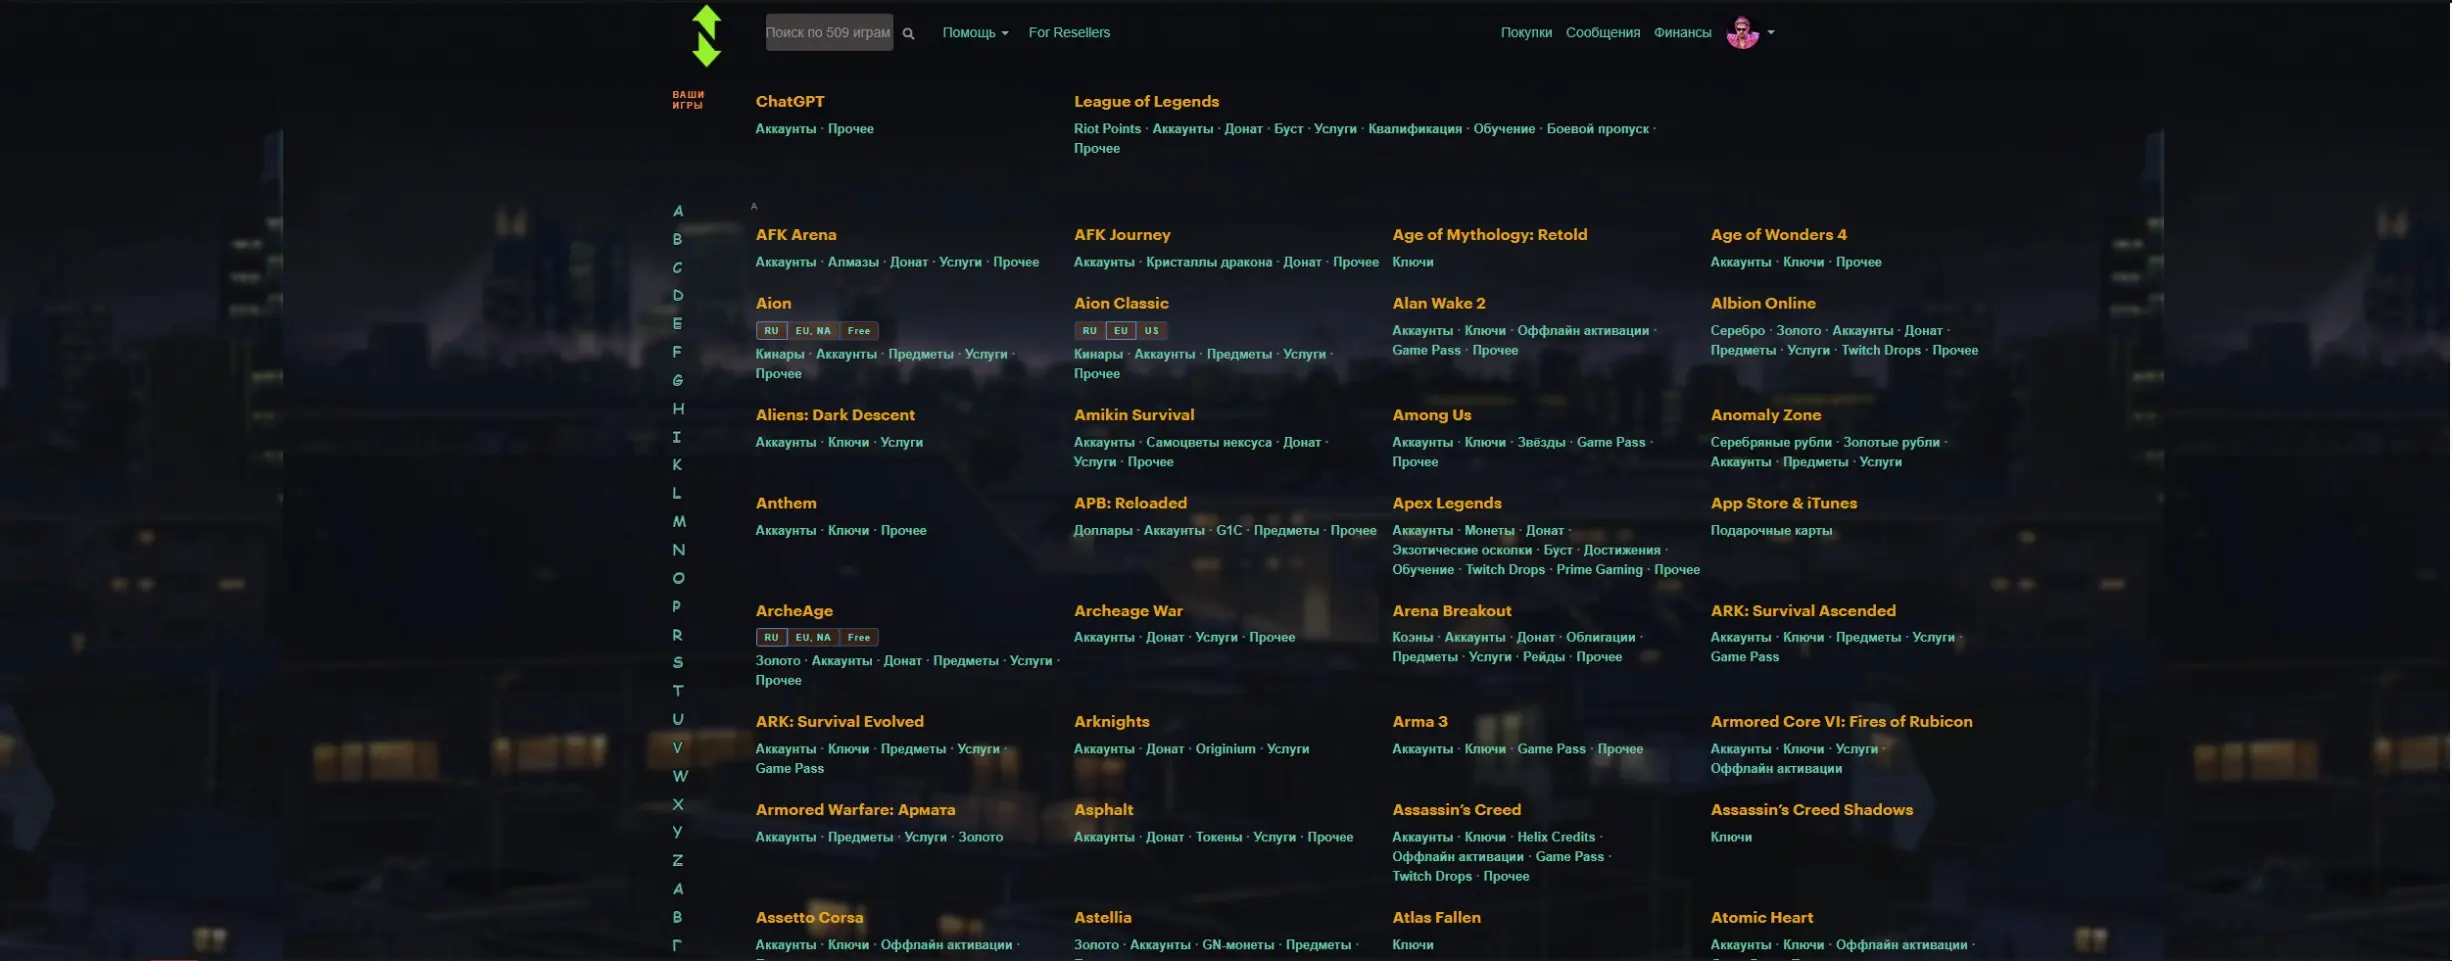 Поиск по 509 играм
Помощь
For Resellers
Покупки
Сообщения
Финансы
ВАШИ
ИГРЫ
ChatGPT
Аккаунты · Прочее
League of Legends
Riot Points · Аккаунты · Донат · Буст · Услуги · Квалификация · Обучение · Боевой пропуск ·
Прочее
A
B
C
D
E
F
G
H
I
K
L
M
N
O
P
R
S
T
U
V
W
X
Y
Z
А
В
Г
A
AFK Arena
Аккаунты · Алмазы · Донат · Услуги · Прочее
AFK Journey
Аккаунты · Кристаллы дракона · Донат · Прочее
Age of Mythology: Retold
Ключи
Age of Wonders 4
Аккаунты · Ключи · Прочее
Aion
RU EU, NA Free
Кинары · Аккаунты · Предметы · Услуги ·
Прочее
Aion Classic
RU EU US
Кинары · Аккаунты · Предметы · Услуги ·
Прочее
Alan Wake 2
Аккаунты · Ключи · Оффлайн активации ·
Game Pass · Прочее
Albion Online
Серебро · Золото · Аккаунты · Донат ·
Предметы · Услуги · Twitch Drops · Прочее
Aliens: Dark Descent
Аккаунты · Ключи · Услуги
Amikin Survival
Аккаунты · Самоцветы нексуса · Донат ·
Услуги · Прочее
Among Us
Аккаунты · Ключи · Звёзды · Game Pass ·
Прочее
Anomaly Zone
Серебряные рубли · Золотые рубли ·
Аккаунты · Предметы · Услуги
Anthem
Аккаунты · Ключи · Прочее
APB: Reloaded
Доллары · Аккаунты · G1C · Предметы · Прочее
Apex Legends
Аккаунты · Монеты · Донат ·
Экзотические осколки · Буст · Достижения ·
Обучение · Twitch Drops · Prime Gaming · Прочее
App Store & iTunes
Подарочные карты
ArcheAge
RU EU, NA Free
Золото · Аккаунты · Донат · Предметы · Услуги ·
Прочее
Archeage War
Аккаунты · Донат · Услуги · Прочее
Arena Breakout
Коэны · Аккаунты · Донат · Облигации ·
Предметы · Услуги · Рейды · Прочее
ARK: Survival Ascended
Аккаунты · Ключи · Предметы · Услуги ·
Game Pass
ARK: Survival Evolved
Аккаунты · Ключи · Предметы · Услуги ·
Game Pass
Arknights
Аккаунты · Донат · Originium · Услуги
Arma 3
Аккаунты · Ключи · Game Pass · Прочее
Armored Core VI: Fires of Rubicon
Аккаунты · Ключи · Услуги ·
Оффлайн активации
Armored Warfare: Армата
Аккаунты · Предметы · Услуги · Золото
Asphalt
Аккаунты · Донат · Токены · Услуги · Прочее
Assassin's Creed
Аккаунты · Ключи · Helix Credits ·
Оффлайн активации · Game Pass ·
Twitch Drops · Прочее
Assassin's Creed Shadows
Ключи
Assetto Corsa
Аккаунты · Ключи · Оффлайн активации ·
Astellia
Золото · Аккаунты · GN-монеты · Предметы ·
Atlas Fallen
Ключи
Atomic Heart
Аккаунты · Ключи · Оффлайн активации ·